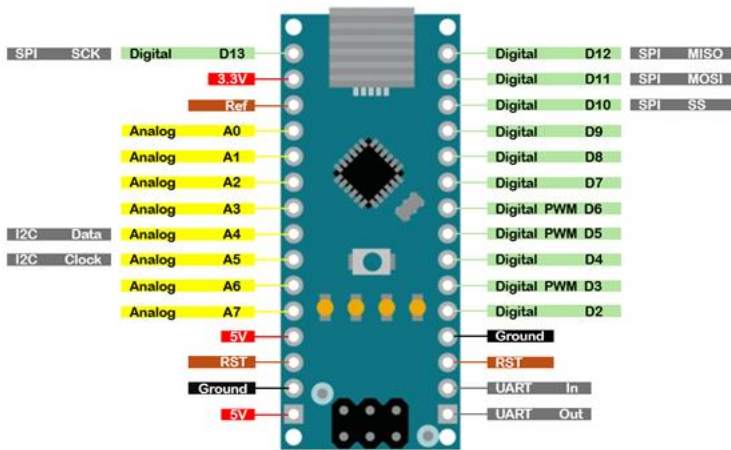 SPI SCK Digital D13
3.3V
Ref
Analog A0
Analog A1
Analog A2
Analog A3
I2C Data Analog A4
I2C Clock Analog A5
Analog A6
Analog A7
5V
RST
Ground
5V
Digital D12 SPI MISO
Digital D11 SPI MOSI
Digital D10 SPI SS
Digital D9
Digital D8
Digital D7
Digital PWM D6
Digital PWM D5
Digital D4
Digital PWM D3
Digital D2
Ground
RST
UART In
UART Out